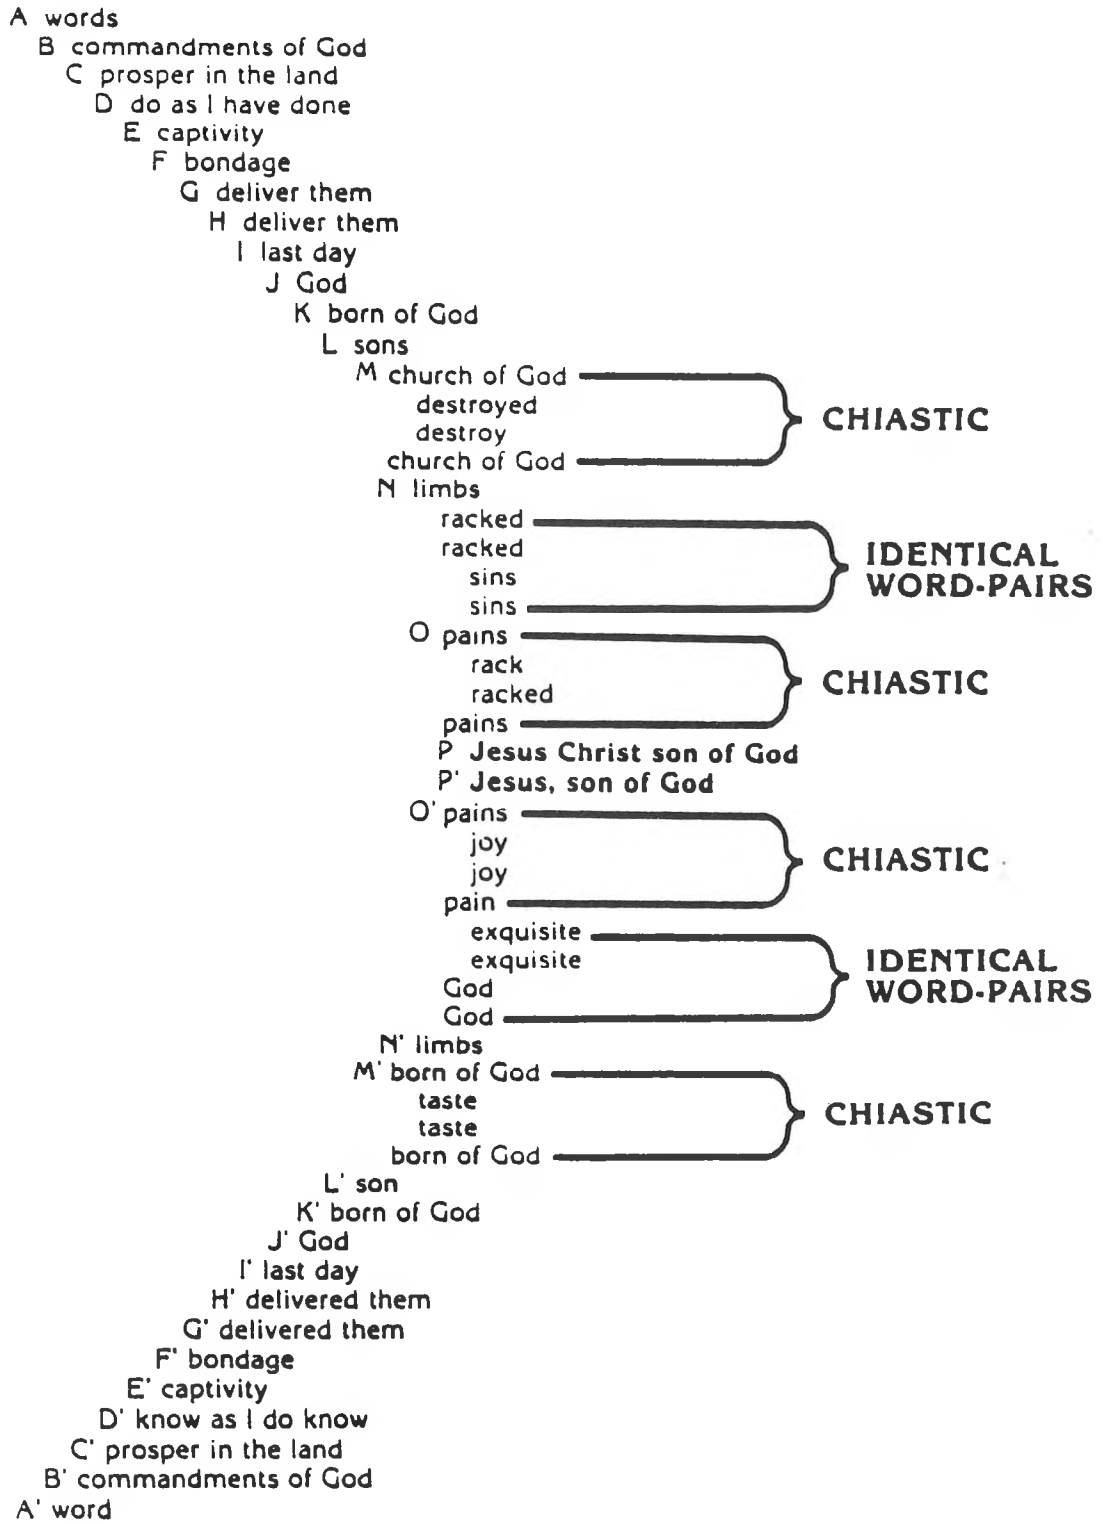 A words
B commandments of God
C prosper in the land
D do as I have done
E captivity
F bondage
G deliver them
H deliver them
I last day
J God
K born of God
L sons
M church of God
destroyed
CHIASTIC
destroy
church of God
N limbs
racked
racked
IDENTICAL
WORD-PAIRS
sins
sins
O pains
rack
CHIASTIC
racked
pains
P Jesus Christ son of God
P' Jesus, son of God
O' pains
joy
CHIASTIC
joy
pain
exquisite
exquisite
IDENTICAL
WORD-PAIRS
God
God
N' limbs
M' born of God
taste
CHIASTIC
taste
born of God
L' son
K' born of God
J' God
I' last day
H' delivered them
G' delivered them
F' bondage
E' captivity
D' know as I do know
C' prosper in the land
B' commandments of God
A' word